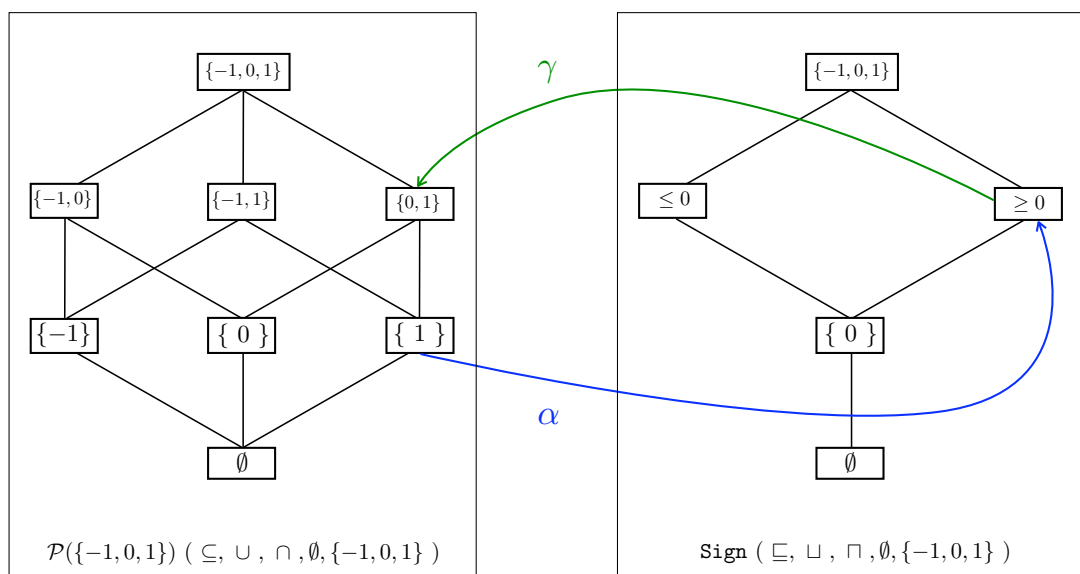 {−1, 0, 1}
{−1, 0}
{−1, 1}
{0, 1}
{−1}
{ 0 }
{ 1 }
∅
𝒫({−1, 0, 1}) ( ⊆, ∪ , ∩ , ∅, {−1, 0, 1} )
γ
α
{−1, 0, 1}
≤ 0
≥ 0
{ 0 }
∅
Sign ( ⊑, ⊔ , ⊓ , ∅, {−1, 0, 1} )